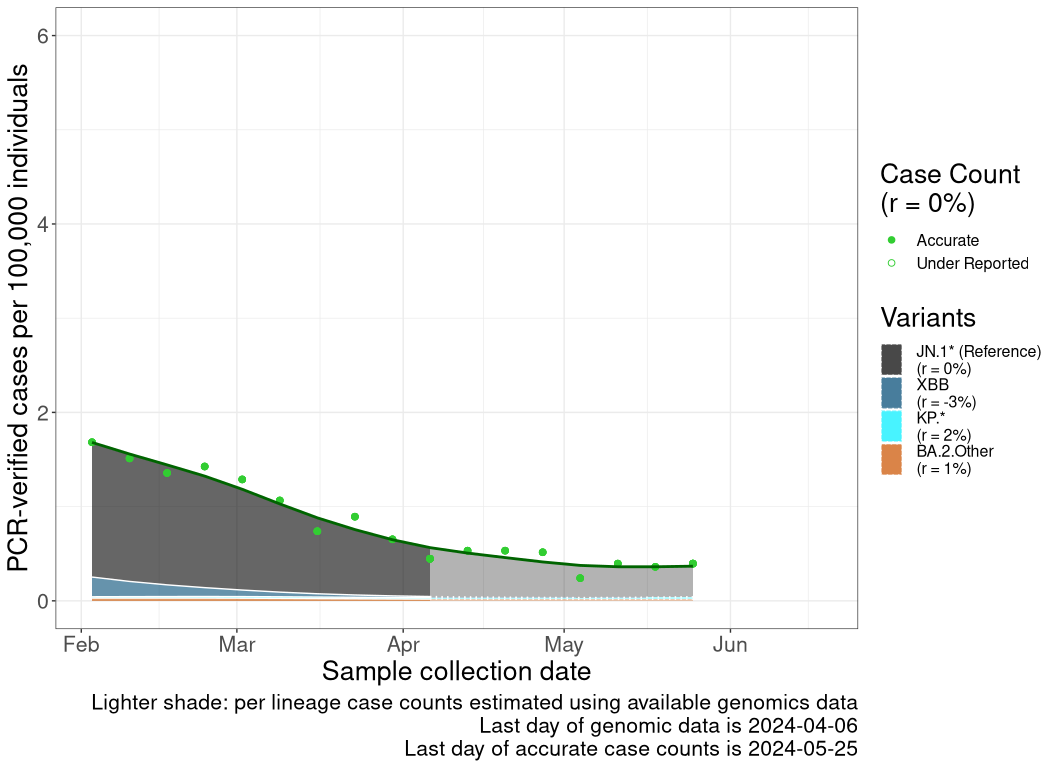 PCR-verified cases per 100,000 individuals
6
4
2
0
Feb
Mar
Apr
May
Jun
Sample collection date
Lighter shade: per lineage case counts estimated using available genomics data
Last day of genomic data is 2024-04-06
Last day of accurate case counts is 2024-05-25
Case Count
(r = 0%)
Accurate
Under Reported
Variants
JN.1* (Reference)
(r = 0%)
XBB
(r = -3%)
KP.*
(r = 2%)
BA.2.Other
(r = 1%)